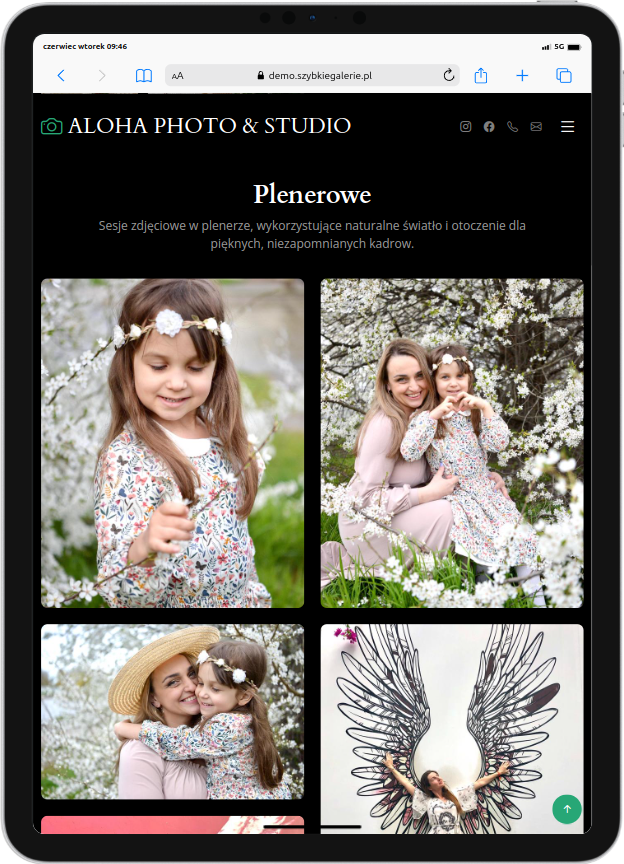 czerwiec wtorek 09:46
5G
AA
demo.szybkiegalerie.pl
ALOHA PHOTO & STUDIO
Plenerowe
Sesje zdjęciowe w plenerze, wykorzystujące naturalne światło i otoczenie dla
pięknych, niezapomnianych kadrow.